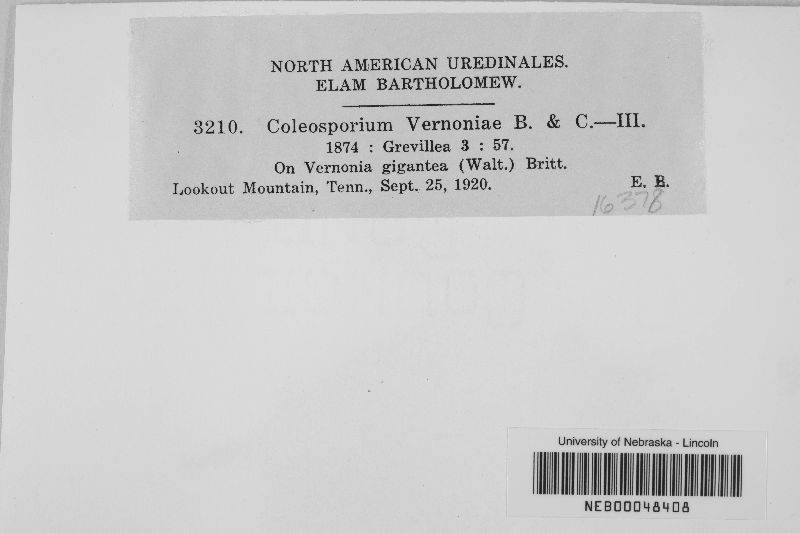 NORTH AMERICAN UREDINALES.
ELAM BARTHOLOMEW.
3210. Coleosporium Vernoniae B. & C.—III.
1874 : Grevillea 3 : 57.
On Vernonia gigantea (Walt.) Britt.
Lookout Mountain, Tenn., Sept. 25, 1920. E. B.
16378
University of Nebraska - Lincoln
NEB00048408